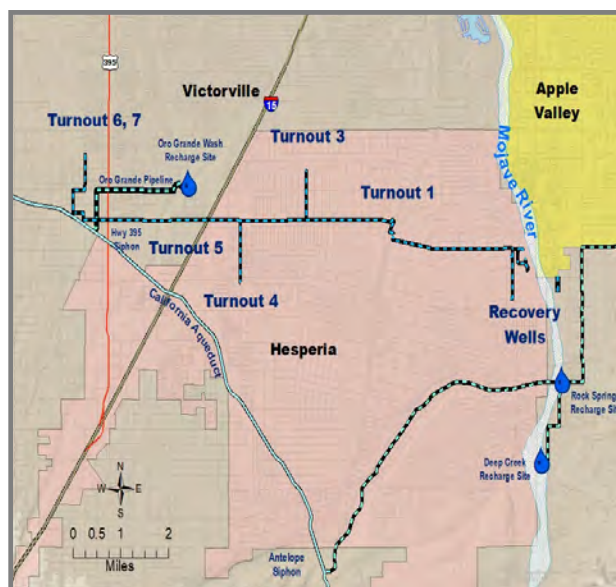 395
Victorville
15
Apple
Valley
Turnout 6, 7
Turnout 3
Oro Grande Wash
Recharge Site
Mojave River
Oro Grande Pipeline
Turnout 1
Hwy 395
Siphon
Turnout 5
Turnout 4
California Aqueduct
Recovery
Wells
Hesperia
Rock Spring
Recharge Sit
Deep Creek
Recharge Site
N
W E
S
0 0.5 1 2
Miles
Antelope
Siphon